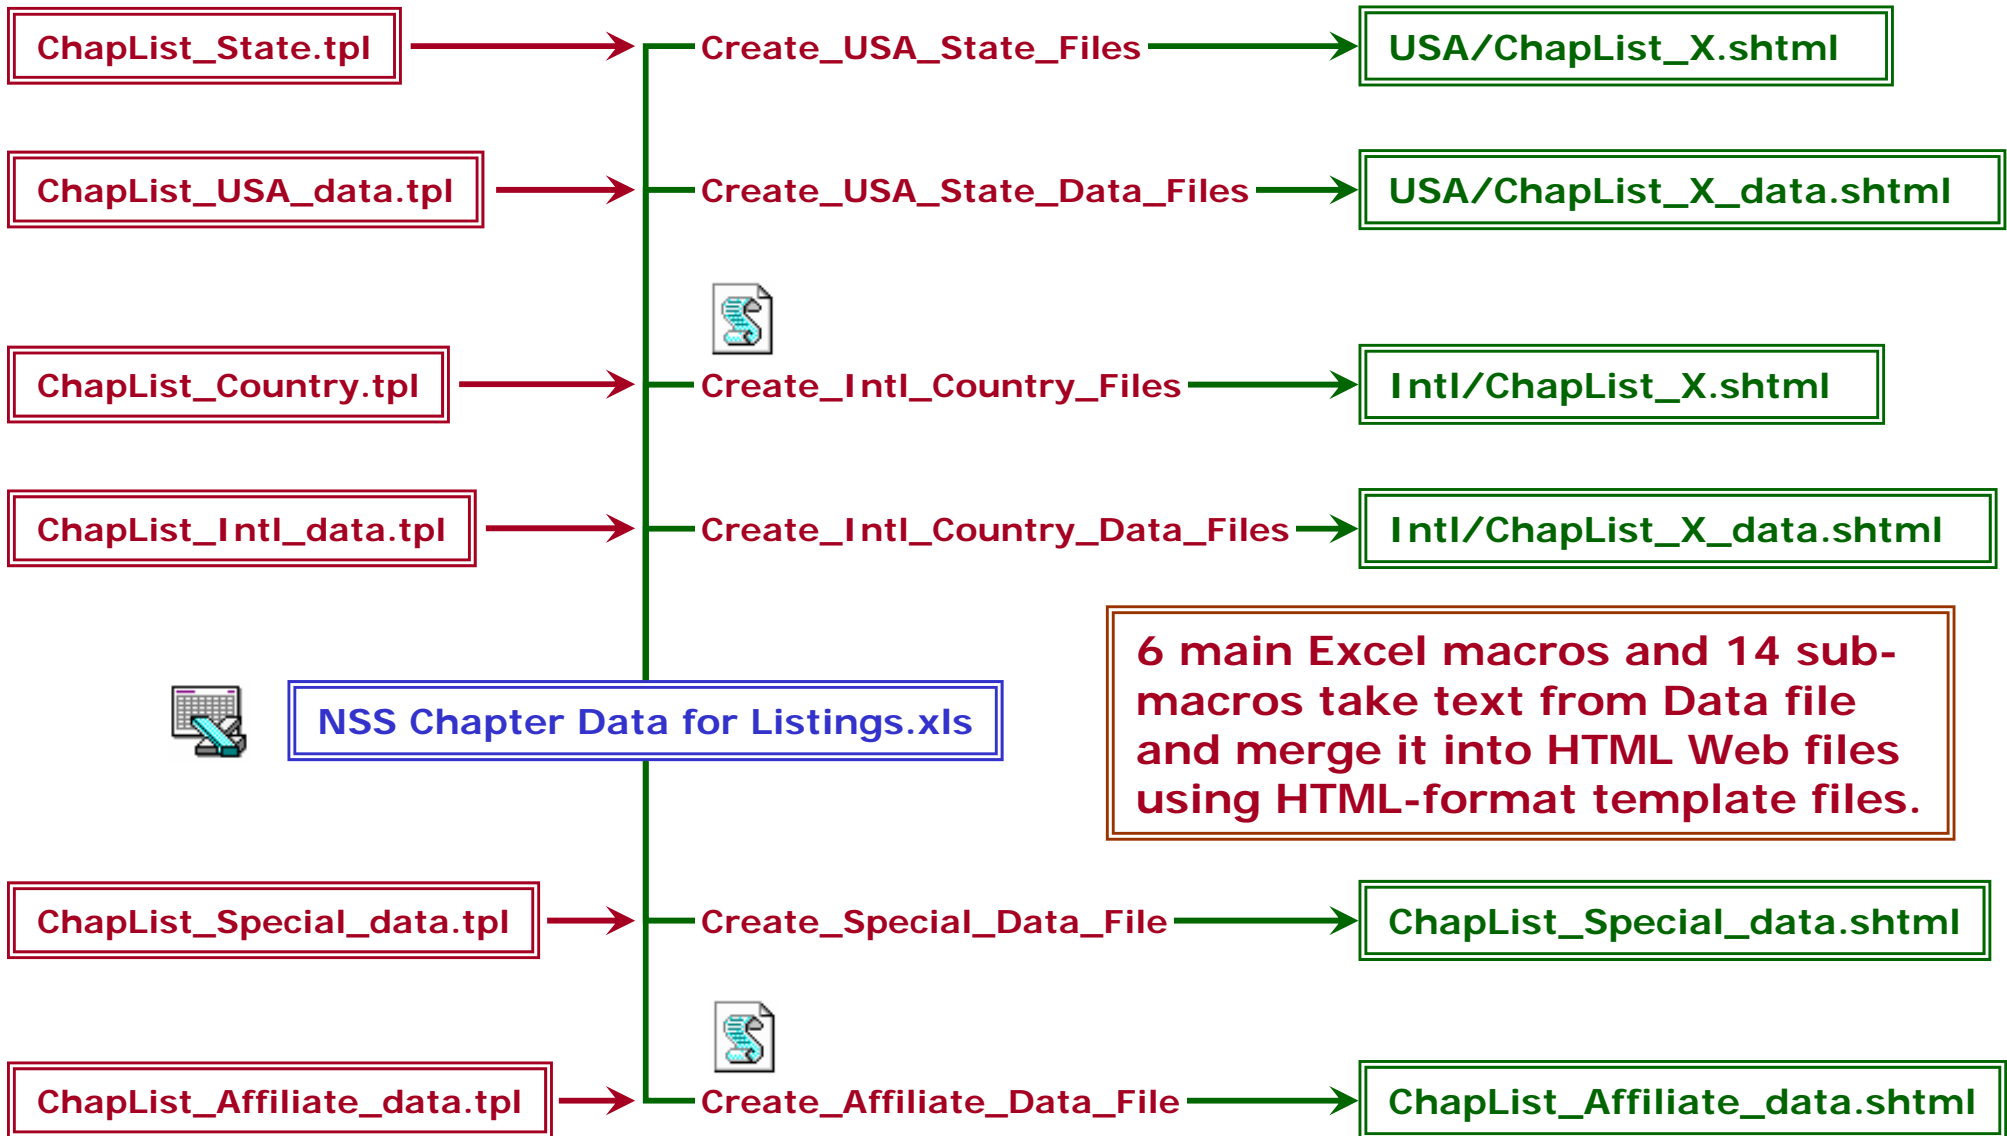 ChapList_State.tpl
Create_USA_State_Files
USA/ChapList_X.shtml
ChapList_USA_data.tpl
Create_USA_State_Data_Files
USA/ChapList_X_data.shtml
ChapList_Country.tpl
Create_Intl_Country_Files
Intl/ChapList_X.shtml
ChapList_Intl_data.tpl
Create_Intl_Country_Data_Files
Intl/ChapList_X_data.shtml
NSS Chapter Data for Listings.xls
6 main Excel macros and 14 sub-
macros take text from Data file
and merge it into HTML Web files
using HTML-format template files.
ChapList_Special_data.tpl
Create_Special_Data_File
ChapList_Special_data.shtml
ChapList_Affiliate_data.tpl
Create_Affiliate_Data_File
ChapList_Affiliate_data.shtml